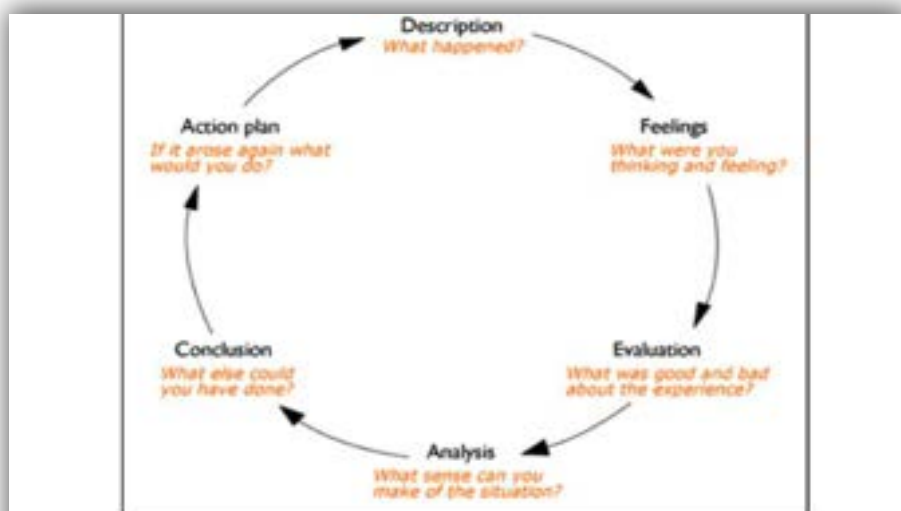 Description
What happened?
Feelings
What were you
thinking and feeling?
Evaluation
What was good and bad
about the experience?
Analysis
What sense can you
make of the situation?
Conclusion
What else could
you have done?
Action plan
If it arose again what
would you do?